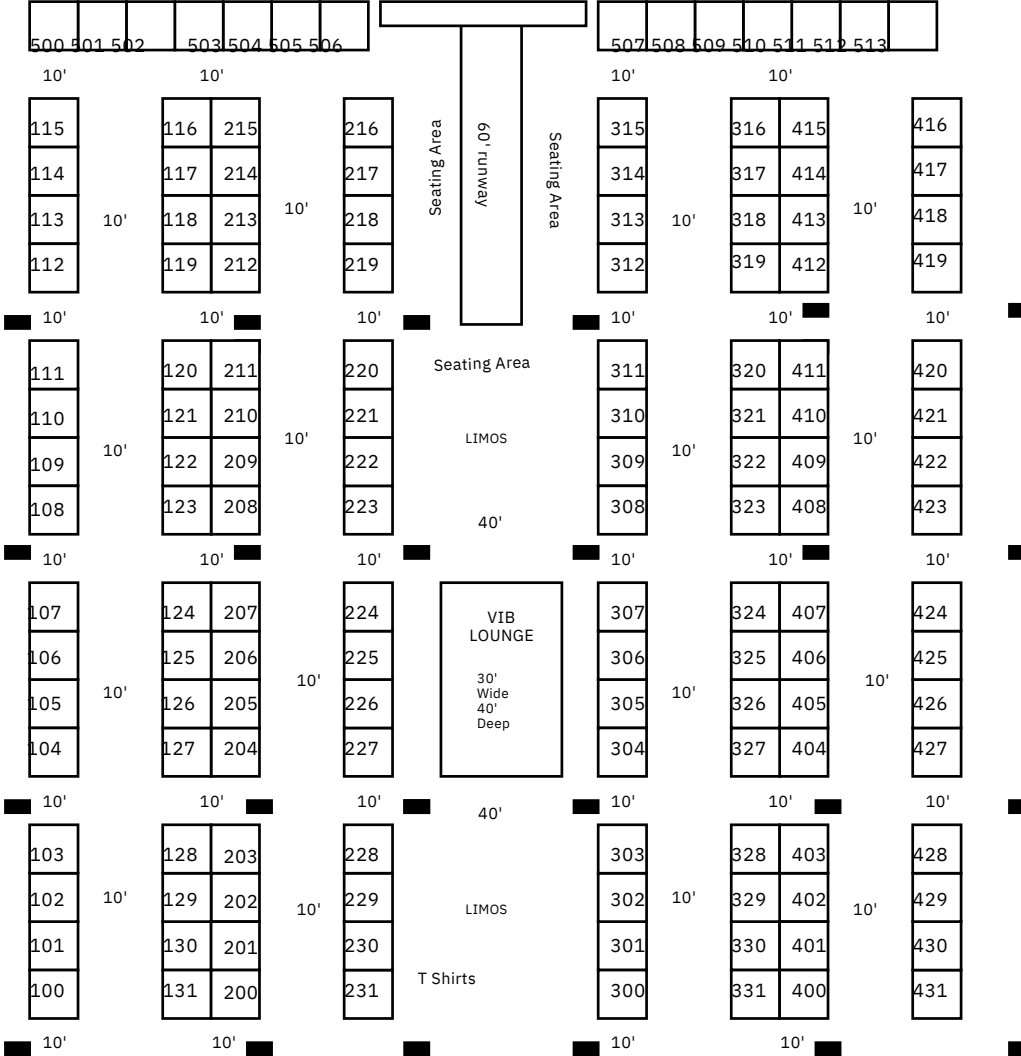 500 501 502 503 504 505 506 507 508 509 510 511 512 513
10' 10' 10' 10'
115 116 215 216 315 316 415 416
114 117 214 217 314 317 414 417
113 118 213 218 313 318 413 418
112 119 212 219 312 319 412 419
10' 10' 10' 10'
Seating Area
60' runway
Seating Area
10' 10' 10' 10' 10' 10'
Seating Area
111 120 211 220 311 320 411 420
110 121 210 221 310 321 410 421
109 122 209 222 309 322 409 422
108 123 208 223 308 323 408 423
10' 10' 10' 10'
LIMOS
40'
10' 10' 10' 10' 10' 10'
107 124 207 224 307 324 407 424
106 125 206 225 306 325 406 425
105 126 205 226 305 326 405 426
104 127 204 227 304 327 404 427
10' 10' 10' 10'
VIB
LOUNGE
30'
Wide
40'
Deep
10' 10' 10' 10' 10' 10'
40'
103 128 203 228 303 328 403 428
102 129 202 229 302 329 402 429
101 130 201 230 301 330 401 430
100 131 200 231 300 331 400 431
10' 10' 10' 10'
LIMOS
T Shirts
10' 10' 10' 10'